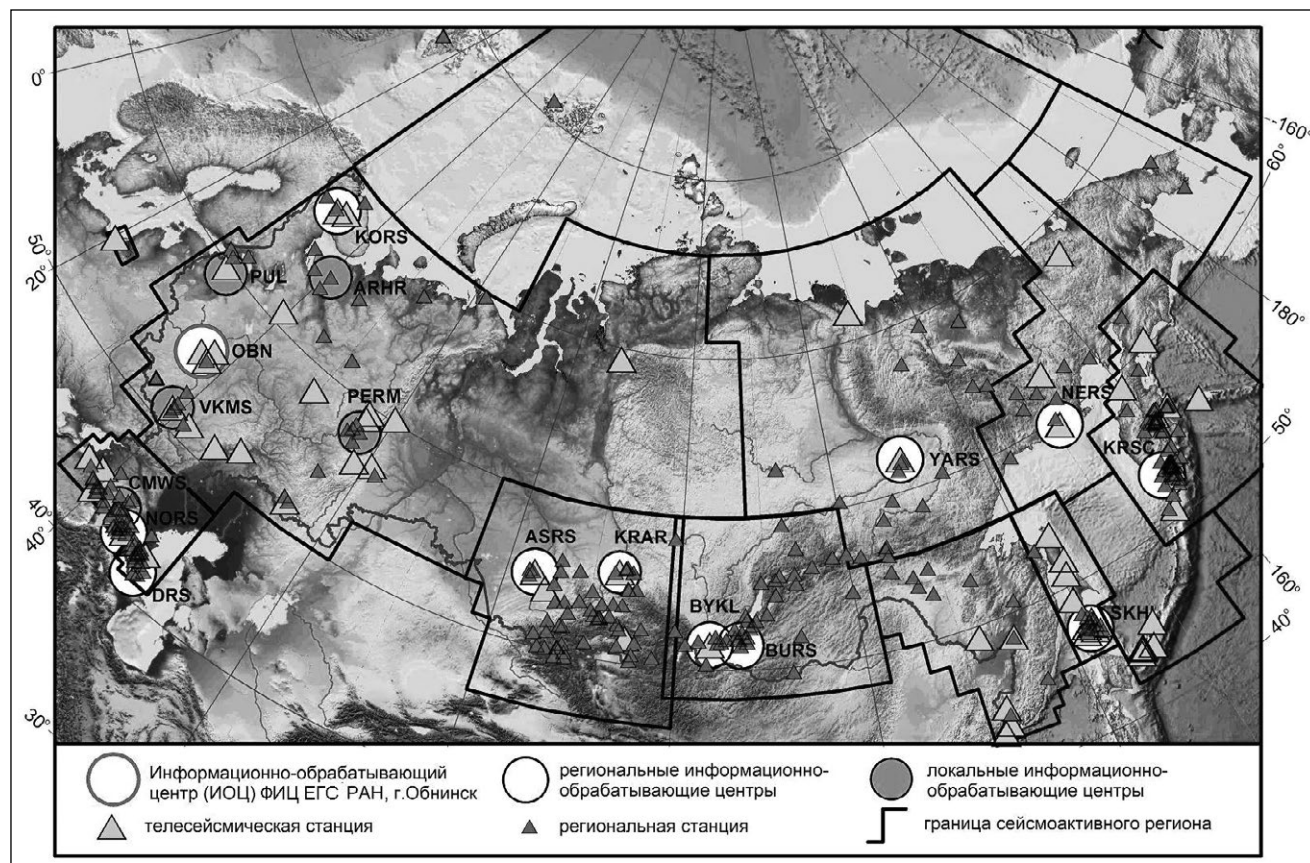 0°
-160°
60°
KORS
50°
20°
PUL
ARHR
180°
OBN
PERM
VKMS
NERS
KRSC
50°
YARS
CMWS
NORS
40°
40°
ASRS
KRAR
DRS
BYKL
BURS
SKHL
160°
40°
30°
Информационно-обрабатывающий
центр (ИОЦ) ФИЦ ЕГС РАН, г.Обнинск
региональные информационно-
обрабатывающие центры
локальные информационно-
обрабатывающие центры
телесейсмическая станция
региональная станция
граница сейсмоактивного региона